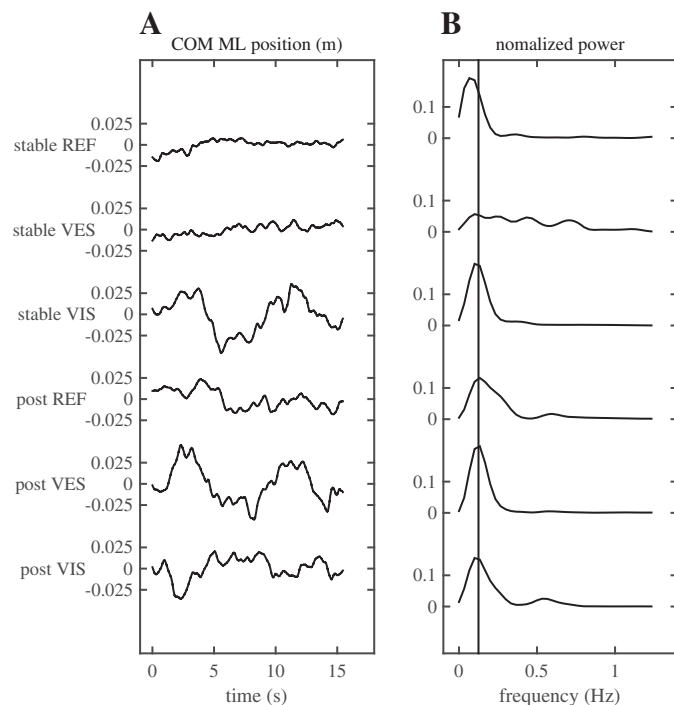 A B
COM ML position (m) nomalized power
stable REF 0.025 0 -0.025 0.1 0
stable VES 0.025 0 -0.025 0.1 0
stable VIS 0.025 0 -0.025 0.1 0
post REF 0.025 0 -0.025 0.1 0
post VES 0.025 0 -0.025 0.1 0
post VIS 0.025 0 -0.025 0.1 0
0 5 10 15 0 0.5 1
time (s) frequency (Hz)